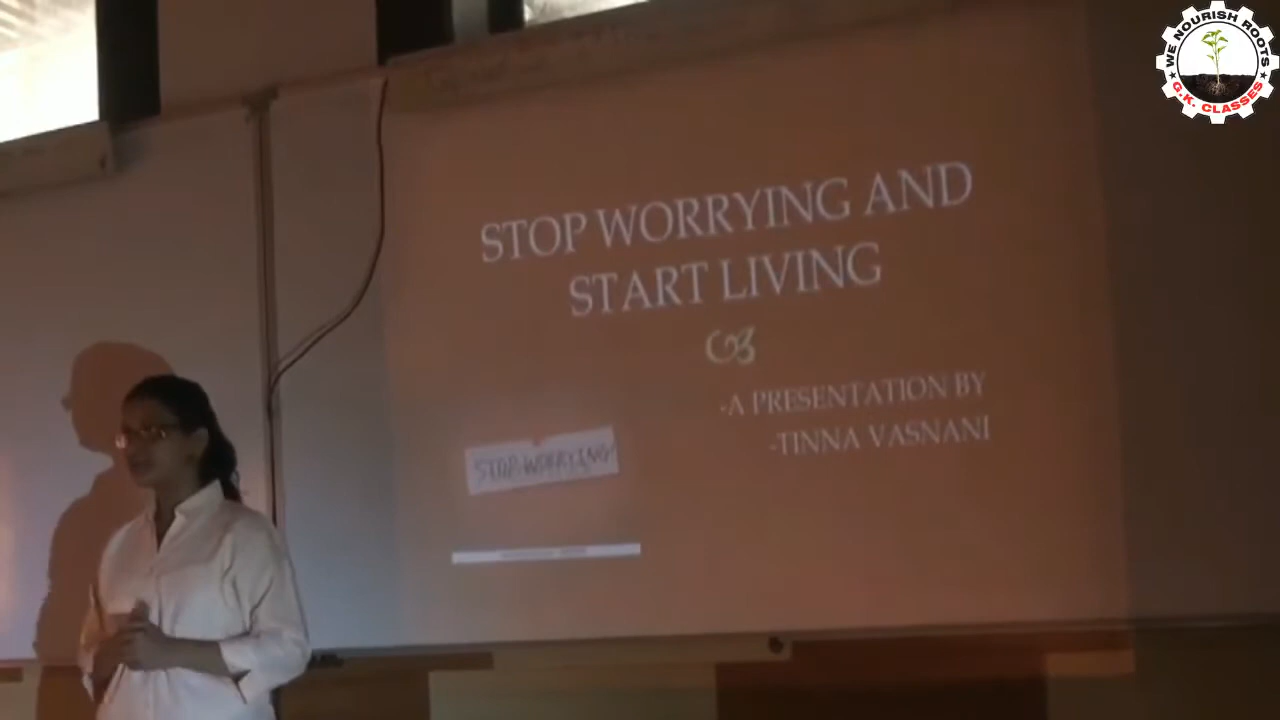 STOP WORRYING AND
START LIVING
-A PRESENTATION BY
-TINNA VASNANI
STOP WORRYING!
WE NOURISH ROOTS
G.K. CLASSES